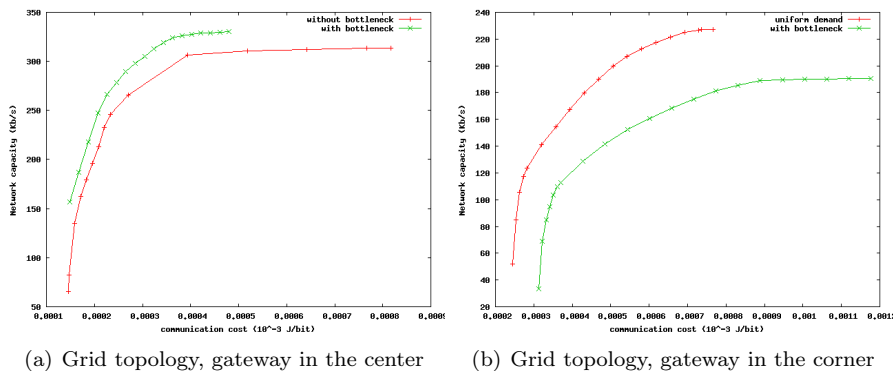 350
300
250
200
150
100
50
Network capacity (Kb/s)
without bottleneck
with bottleneck
0.0001 0.0002 0.0003 0.0004 0.0005 0.0006 0.0007 0.0008 0.0009
communication cost (10^-3 J/bit)
(a) Grid topology, gateway in the center
240
220
200
180
160
140
120
100
80
60
40
20
Network capacity (Kb/s)
uniform demand
with bottleneck
0.0002 0.0003 0.0004 0.0005 0.0006 0.0007 0.0008 0.0009 0.001 0.0011 0.0012
communication cost (10^-3 J/bit)
(b) Grid topology, gateway in the corner